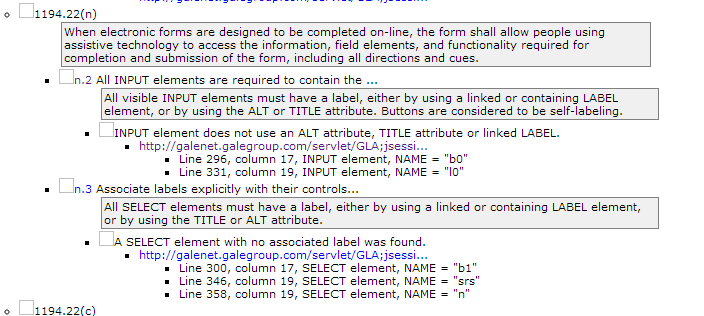 http://galenet.galegroup.com/servlet/GLA;jsessi...
1194.22(n)
When electronic forms are designed to be completed on-line, the form shall allow people using
assistive technology to access the information, field elements, and functionality required for
completion and submission of the form, including all directions and cues.
n.2 All INPUT elements are required to contain the ...
All visible INPUT elements must have a label, either by using a linked or containing LABEL
element, or by using the ALT or TITLE attribute. Buttons are considered to be self-labeling.
INPUT element does not use an ALT attribute, TITLE attribute or linked LABEL.
http://galenet.galegroup.com/servlet/GLA;jsessi...
Line 296, column 17, INPUT element, NAME = "b0"
Line 331, column 19, INPUT element, NAME = "l0"
n.3 Associate labels explicitly with their controls...
All SELECT elements must have a label, either by using a linked or containing LABEL element,
or by using the TITLE or ALT attribute.
A SELECT element with no associated label was found.
http://galenet.galegroup.com/servlet/GLA;jsessi...
Line 300, column 17, SELECT element, NAME = "b1"
Line 346, column 19, SELECT element, NAME = "srs"
Line 358, column 19, SELECT element, NAME = "n"
1194.22(c)